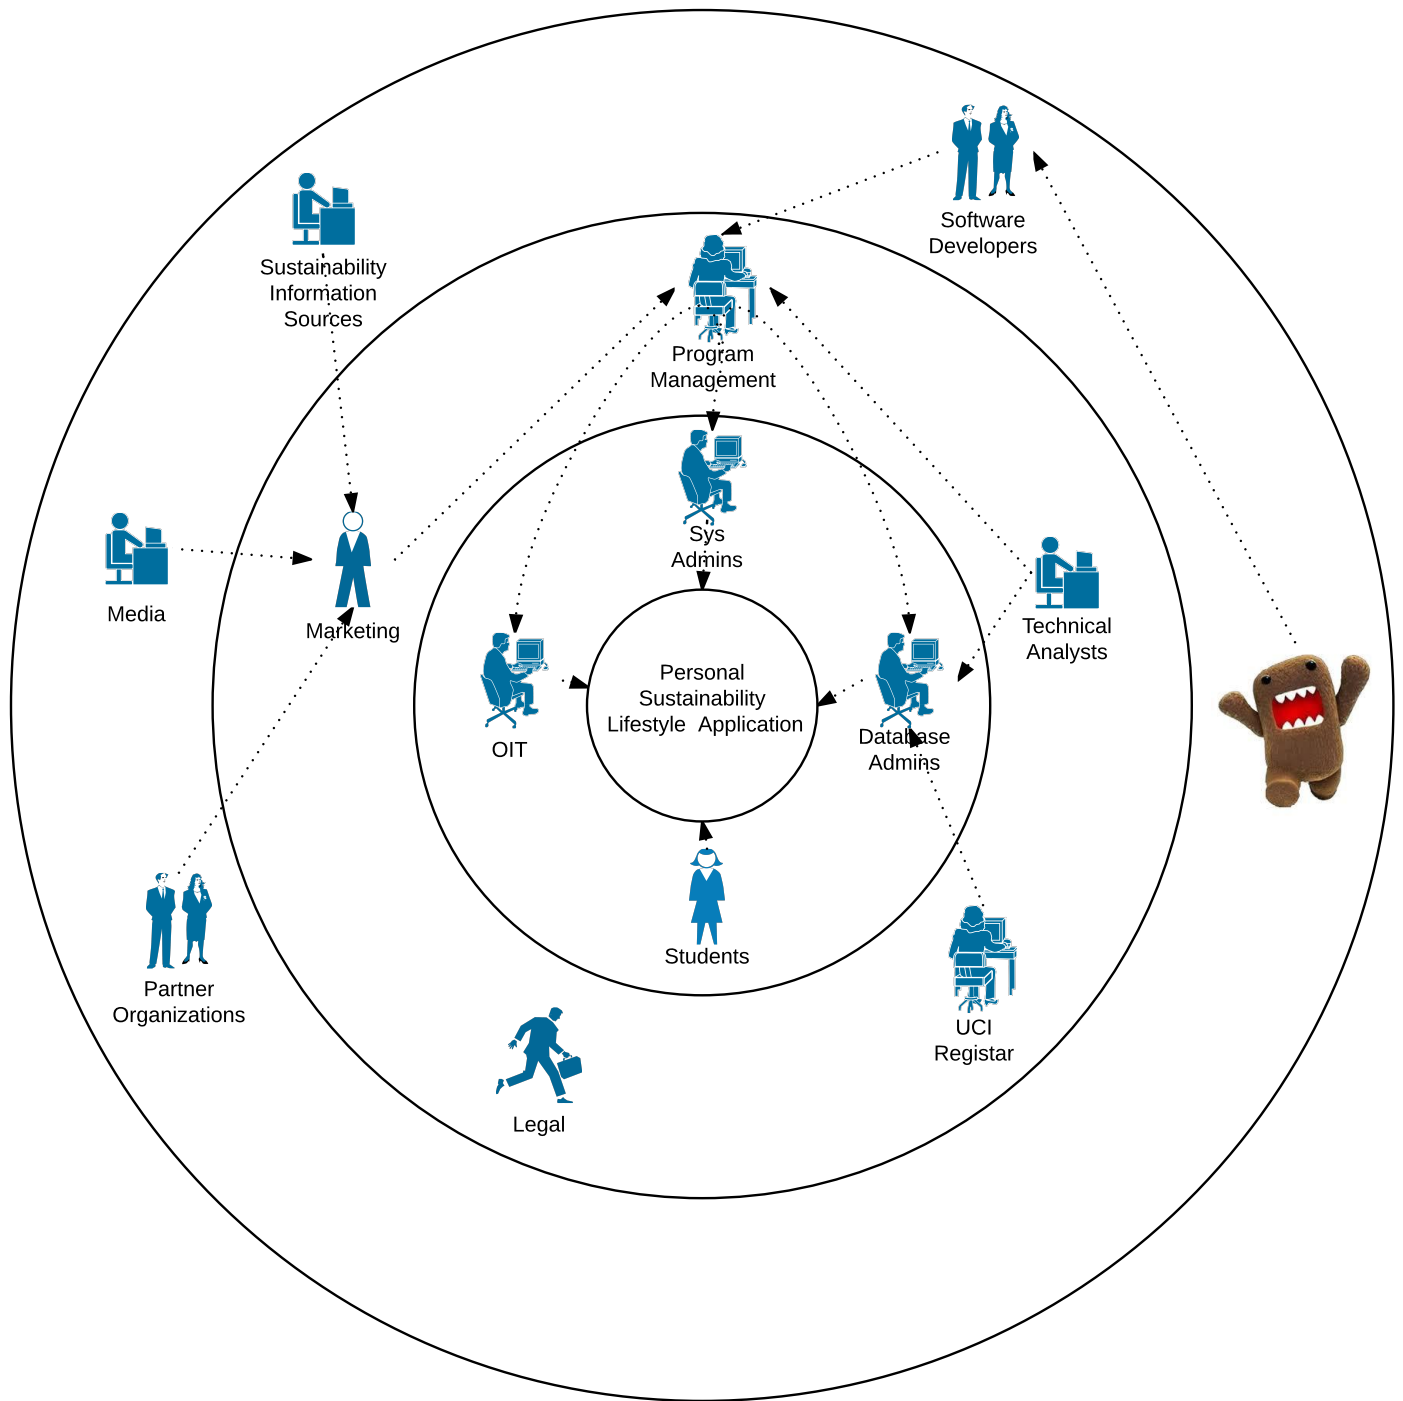 Software
Developers
Sustainability
Information
Sources
Program
Management
Sys
Admins
Media
Marketing
Technical
Analysts
Personal
Sustainability
Lifestyle Application
OIT
Database
Admins
Students
Partner
Organizations
UCI
Registar
Legal